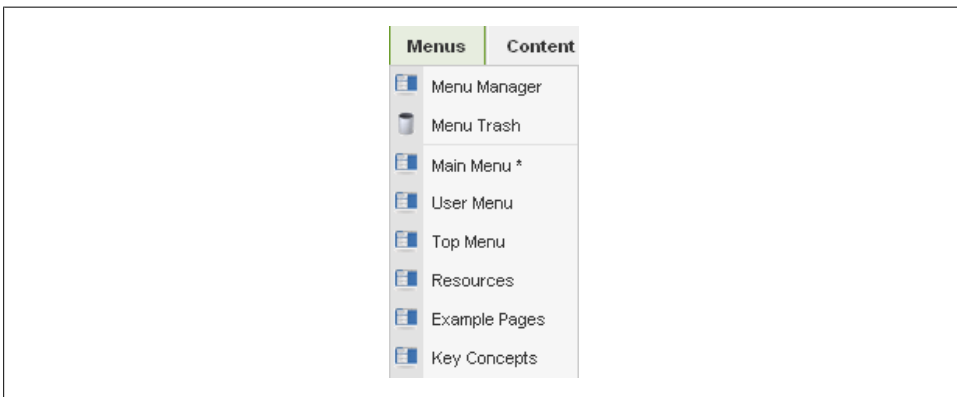 Menus Content
Menu Manager
Menu Trash
Main Menu *
User Menu
Top Menu
Resources
Example Pages
Key Concepts